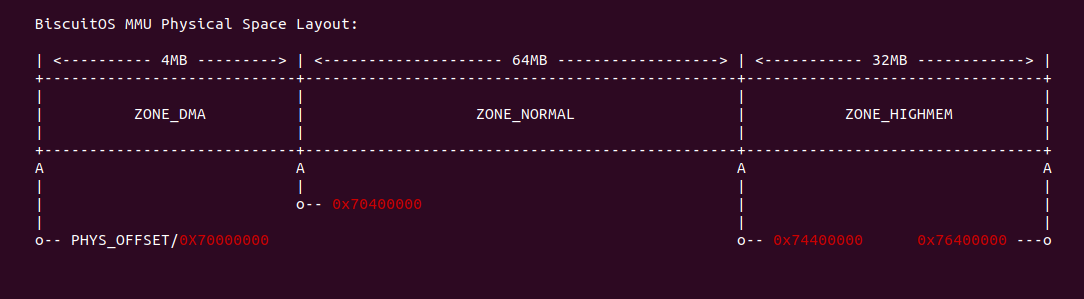 BiscuitOS MMU Physical Space Layout:
| <---------- 4MB ---------> | <-------------------- 64MB ------------------> | <----------- 32MB ------------> |
+----------------------------+------------------------------------------------+---------------------------------+
|                            |                                                |                                 |
|          ZONE_DMA          |                   ZONE_NORMAL                  |           ZONE_HIGHMEM          |
|                            |                                                |                                 |
+----------------------------+------------------------------------------------+---------------------------------+
A                            A                                                A                                 A
|                            |                                                |                                 |
|                            o-- 0x70400000                                   |                                 |
|                                                                             |                                 |
o-- PHYS_OFFSET/0X70000000                                                    o-- 0x74400000      0x76400000 ---o